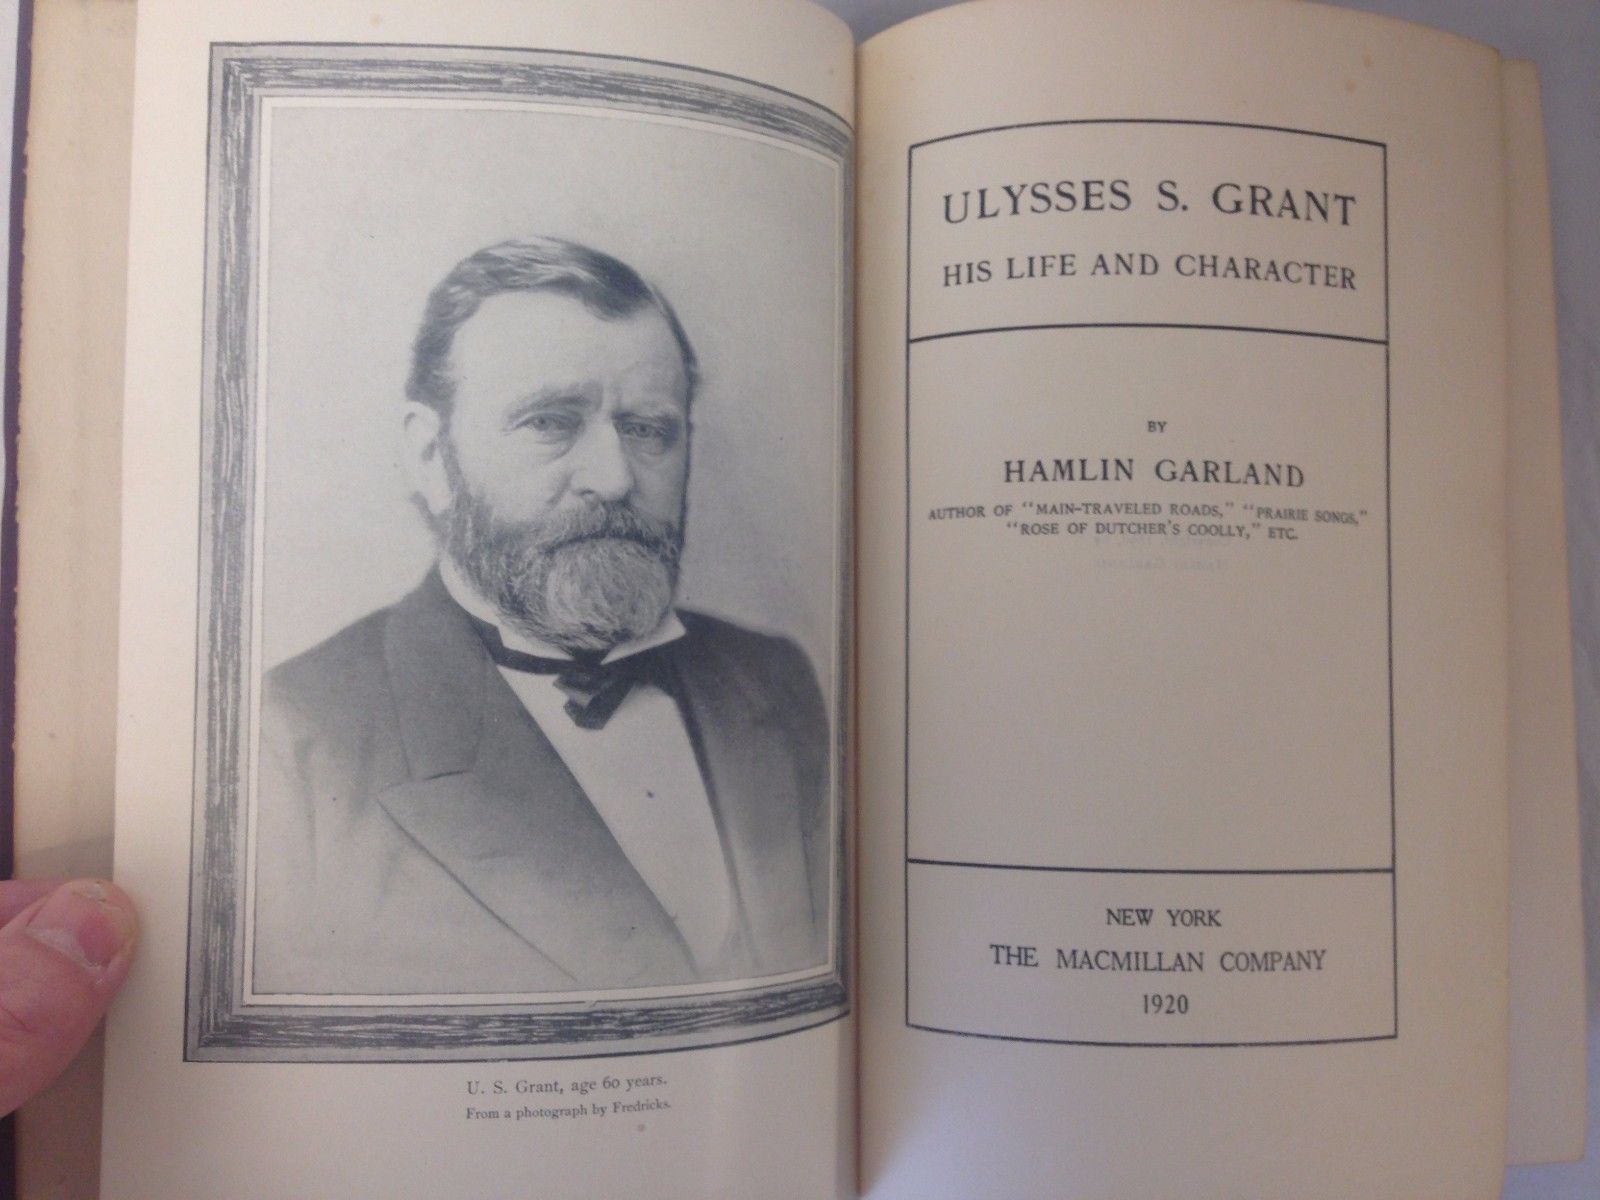 U. S. Grant, age 60 years.
From a photograph by Fredricks.
ULYSSES S. GRANT
HIS LIFE AND CHARACTER
BY
HAMLIN GARLAND
AUTHOR OF "MAIN-TRAVELED ROADS," "PRAIRIE SONGS,"
"ROSE OF DUTCHER'S COOLLY," ETC.
NEW YORK
THE MACMILLAN COMPANY
1920